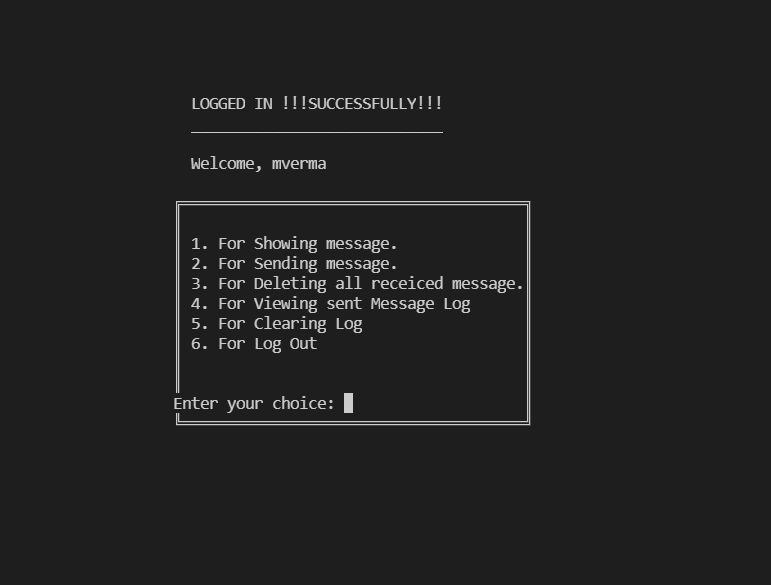 LOGGED IN !!!SUCCESSFULLY!!!
Welcome, mverma
1. For Showing message.
2. For Sending message.
3. For Deleting all receiced message.
4. For Viewing sent Message Log
5. For Clearing Log
6. For Log Out
Enter your choice: